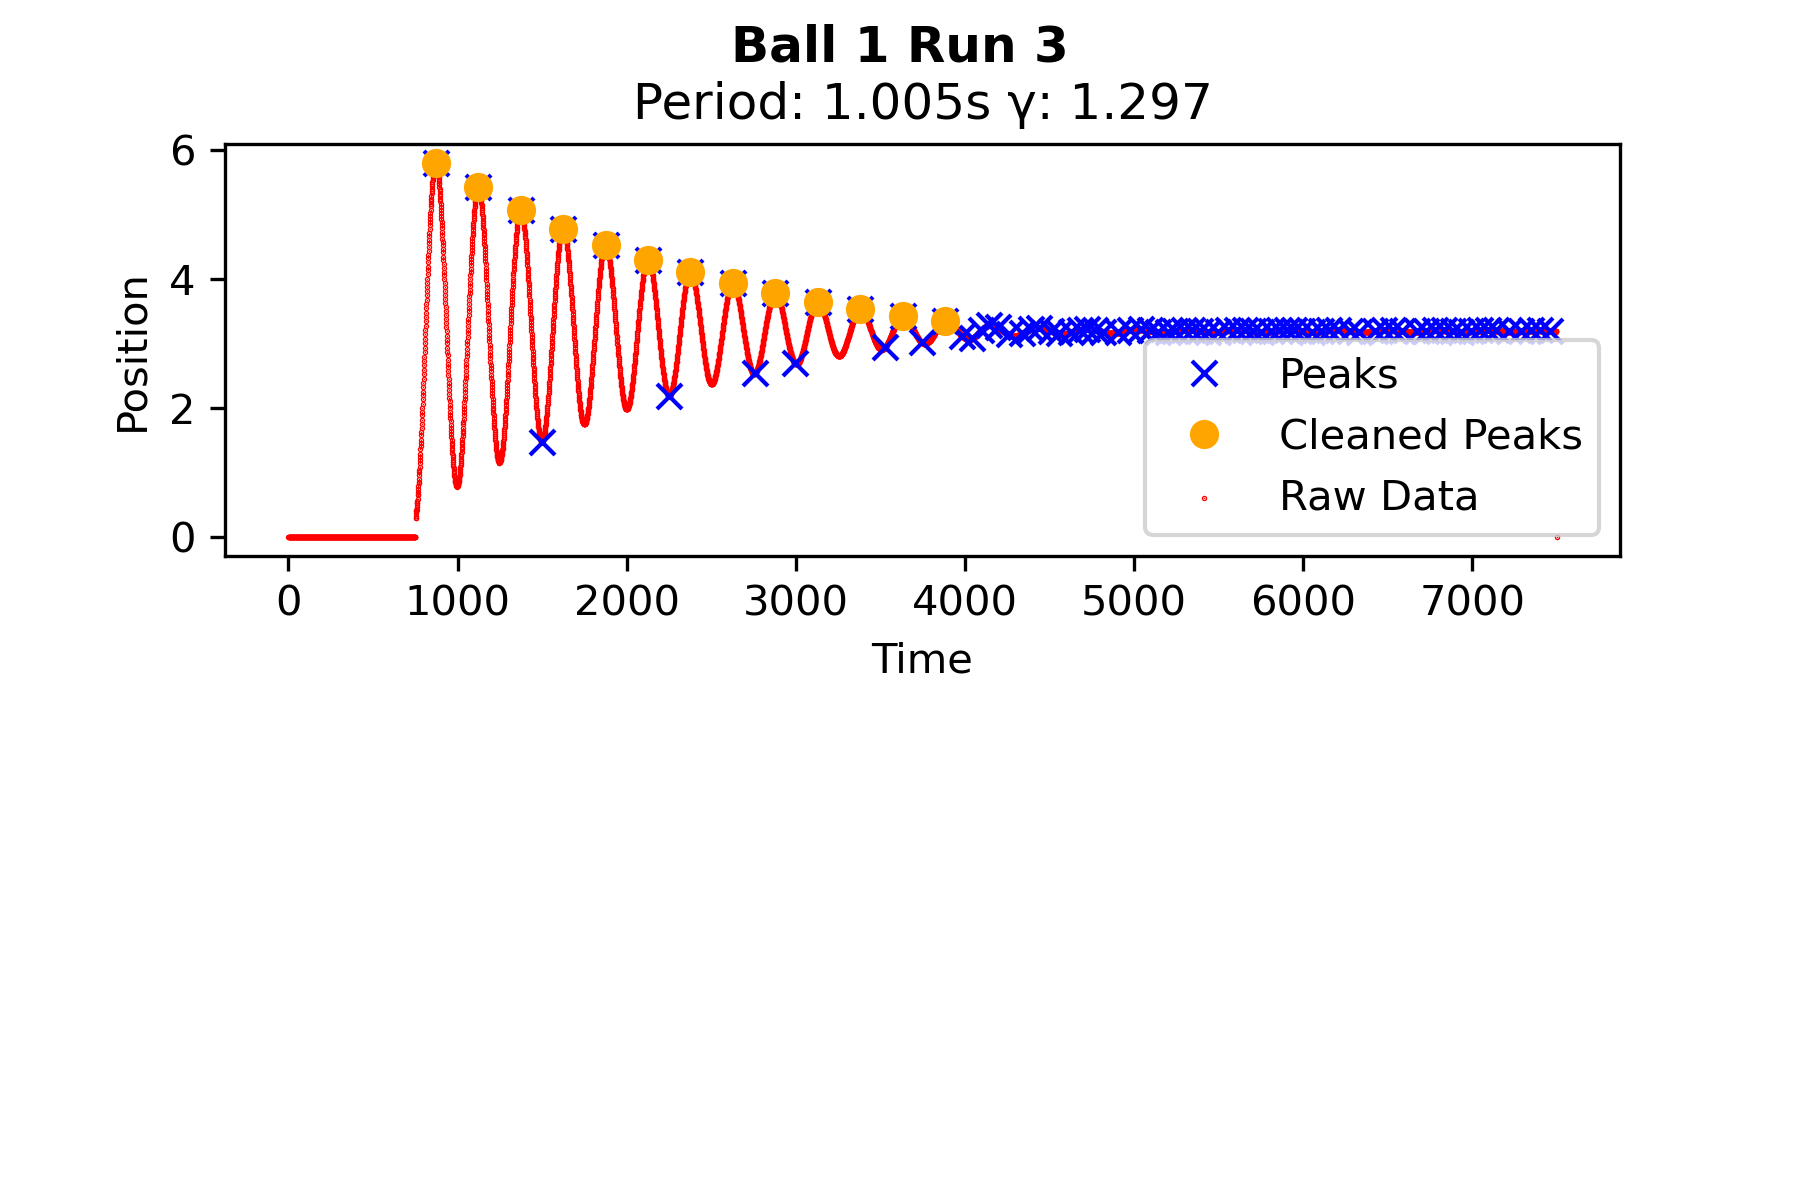 Ball 1 Run 3
Period: 1.005s γ: 1.297
6
4
2
0
Position
0 1000 2000 3000 4000 5000 6000 7000
Time
Peaks
Cleaned Peaks
Raw Data